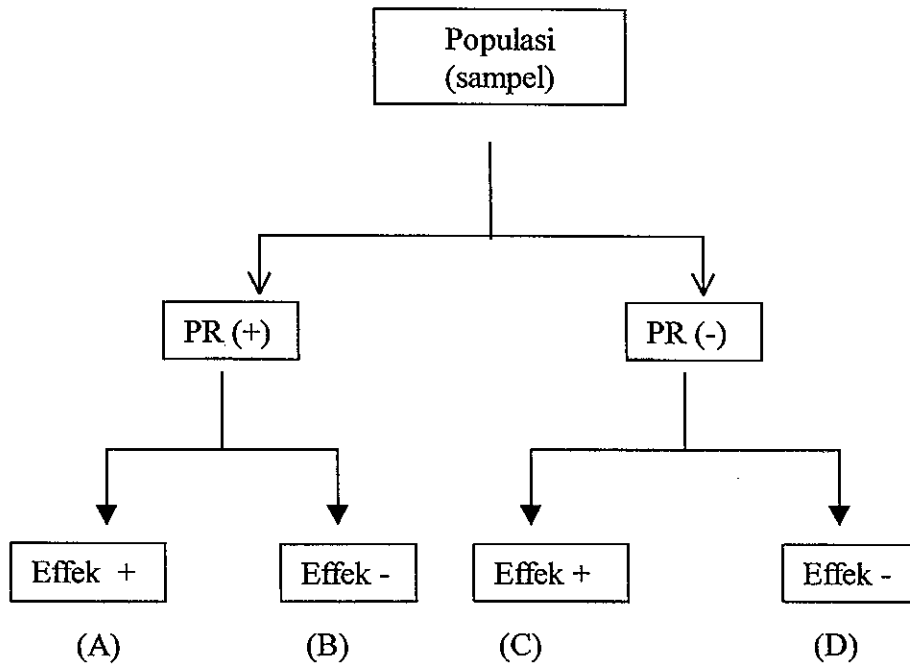 Populasi
(sampel)
PR (+)
PR (-)
Effek +
Effek -
Effek +
Effek -
(A)
(B)
(C)
(D)